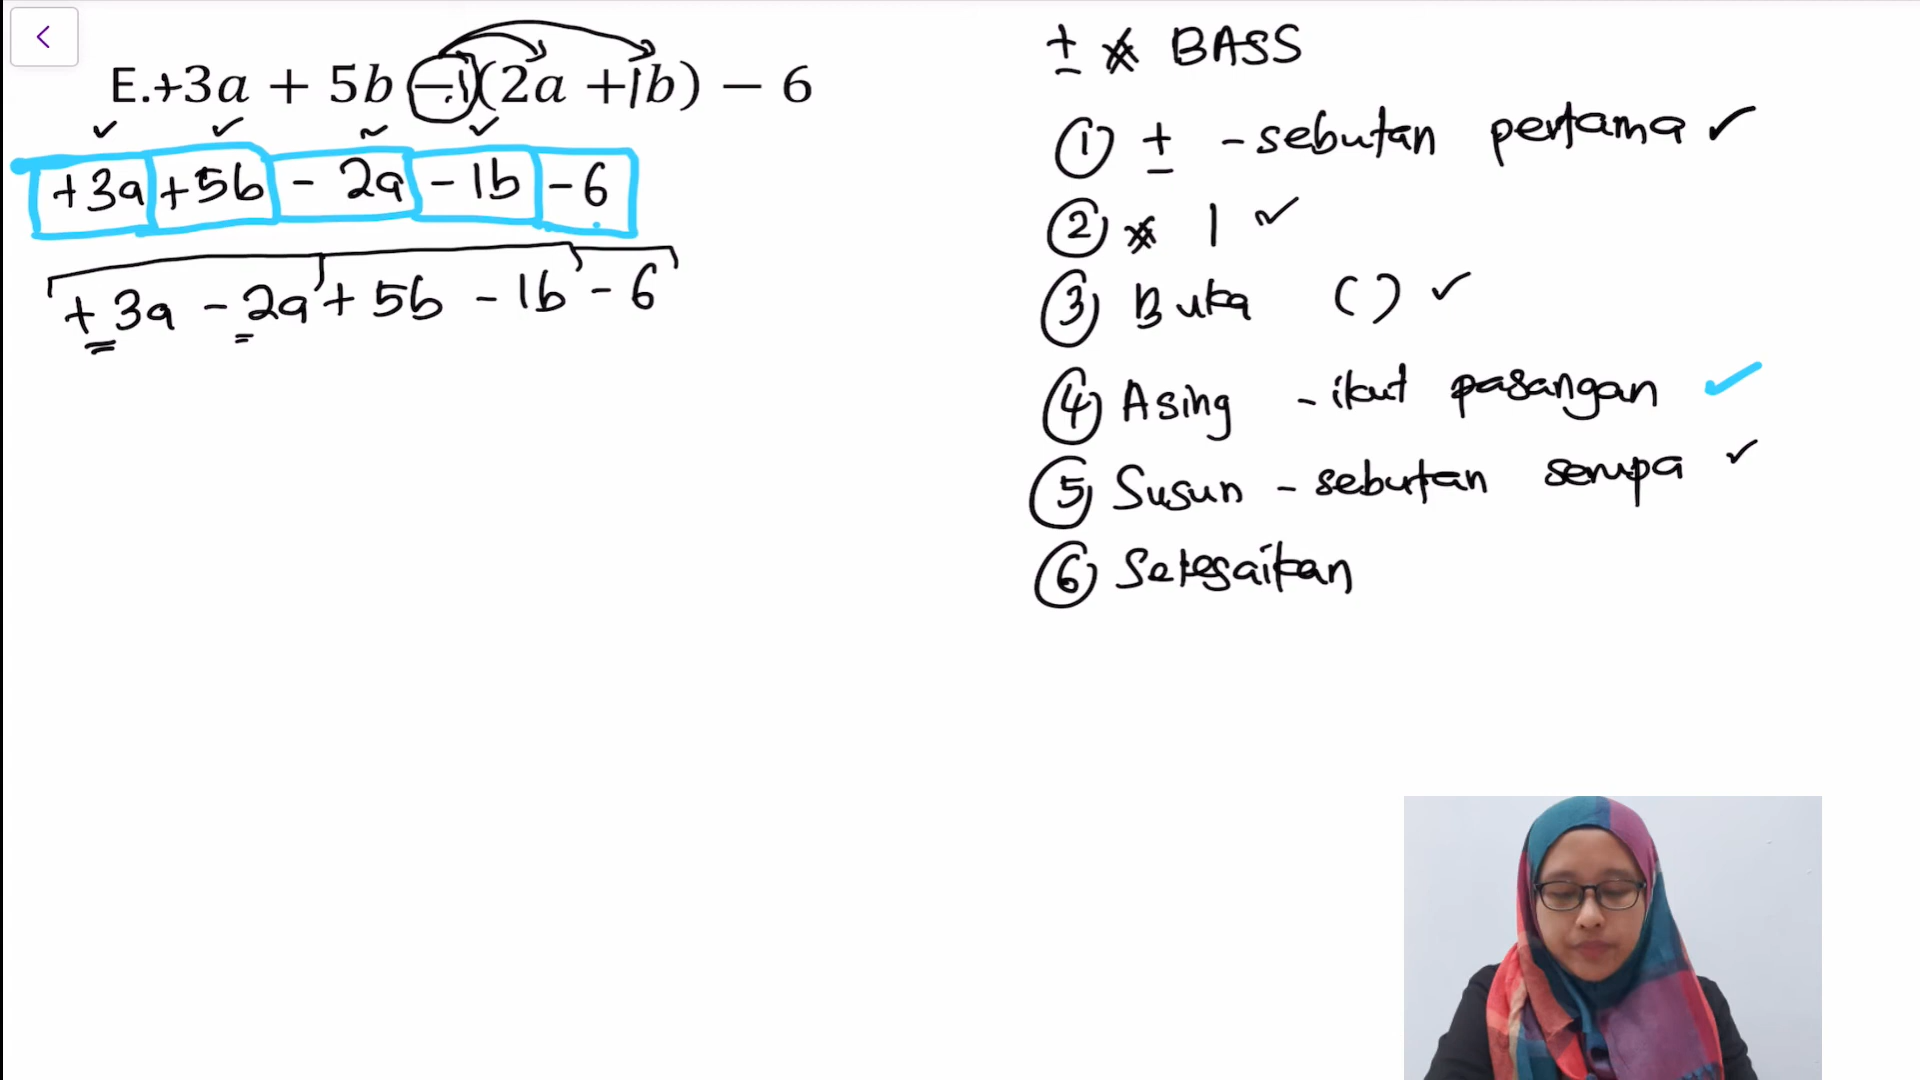 E.+3a + 5b −1(2a +1b) − 6
+3a +5b - 2a - 1b - 6
+ 3a - 2a + 5b - 1b - 6
± * BASS
① ± - sebutan pertama ✓
② * 1 ✓
③ Buka ( ) ✓
④ Asing - ikut pasangan ✓
⑤ Susun - sebutan serupa ✓
⑥ Selesaikan